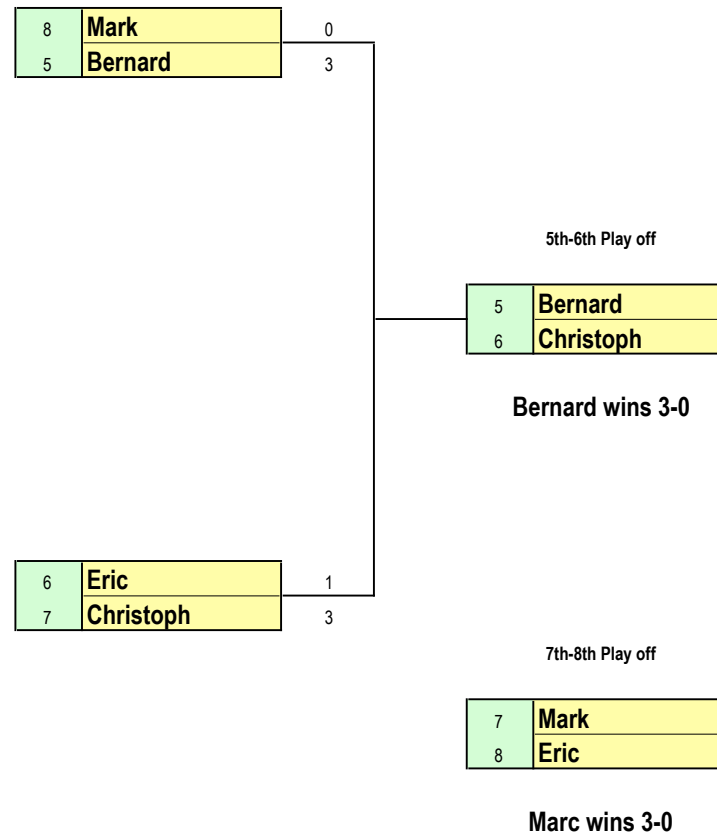 8 Mark 0
5 Bernard 3
5th-6th Play off
5 Bernard
6 Christoph
Bernard wins 3-0
6 Eric 1
7 Christoph 3
7th-8th Play off
7 Mark
8 Eric
Marc wins 3-0